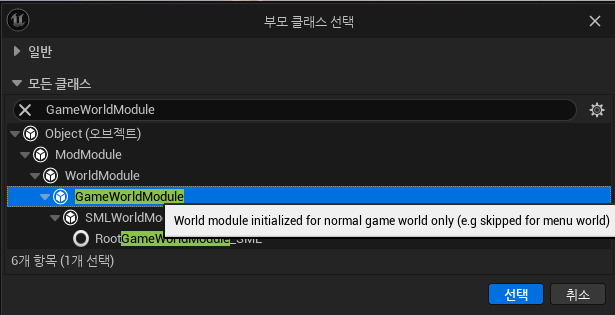 부모 클래스 선택
일반
모든 클래스
GameWorldModule
Object (오브젝트)
ModModule
WorldModule
GameWorldModule
SMLWorldMo
World module initialized for normal game world only (e.g skipped for menu world)
RootGameWorldModule_SML
6개 항목 (1개 선택)
선택
취소